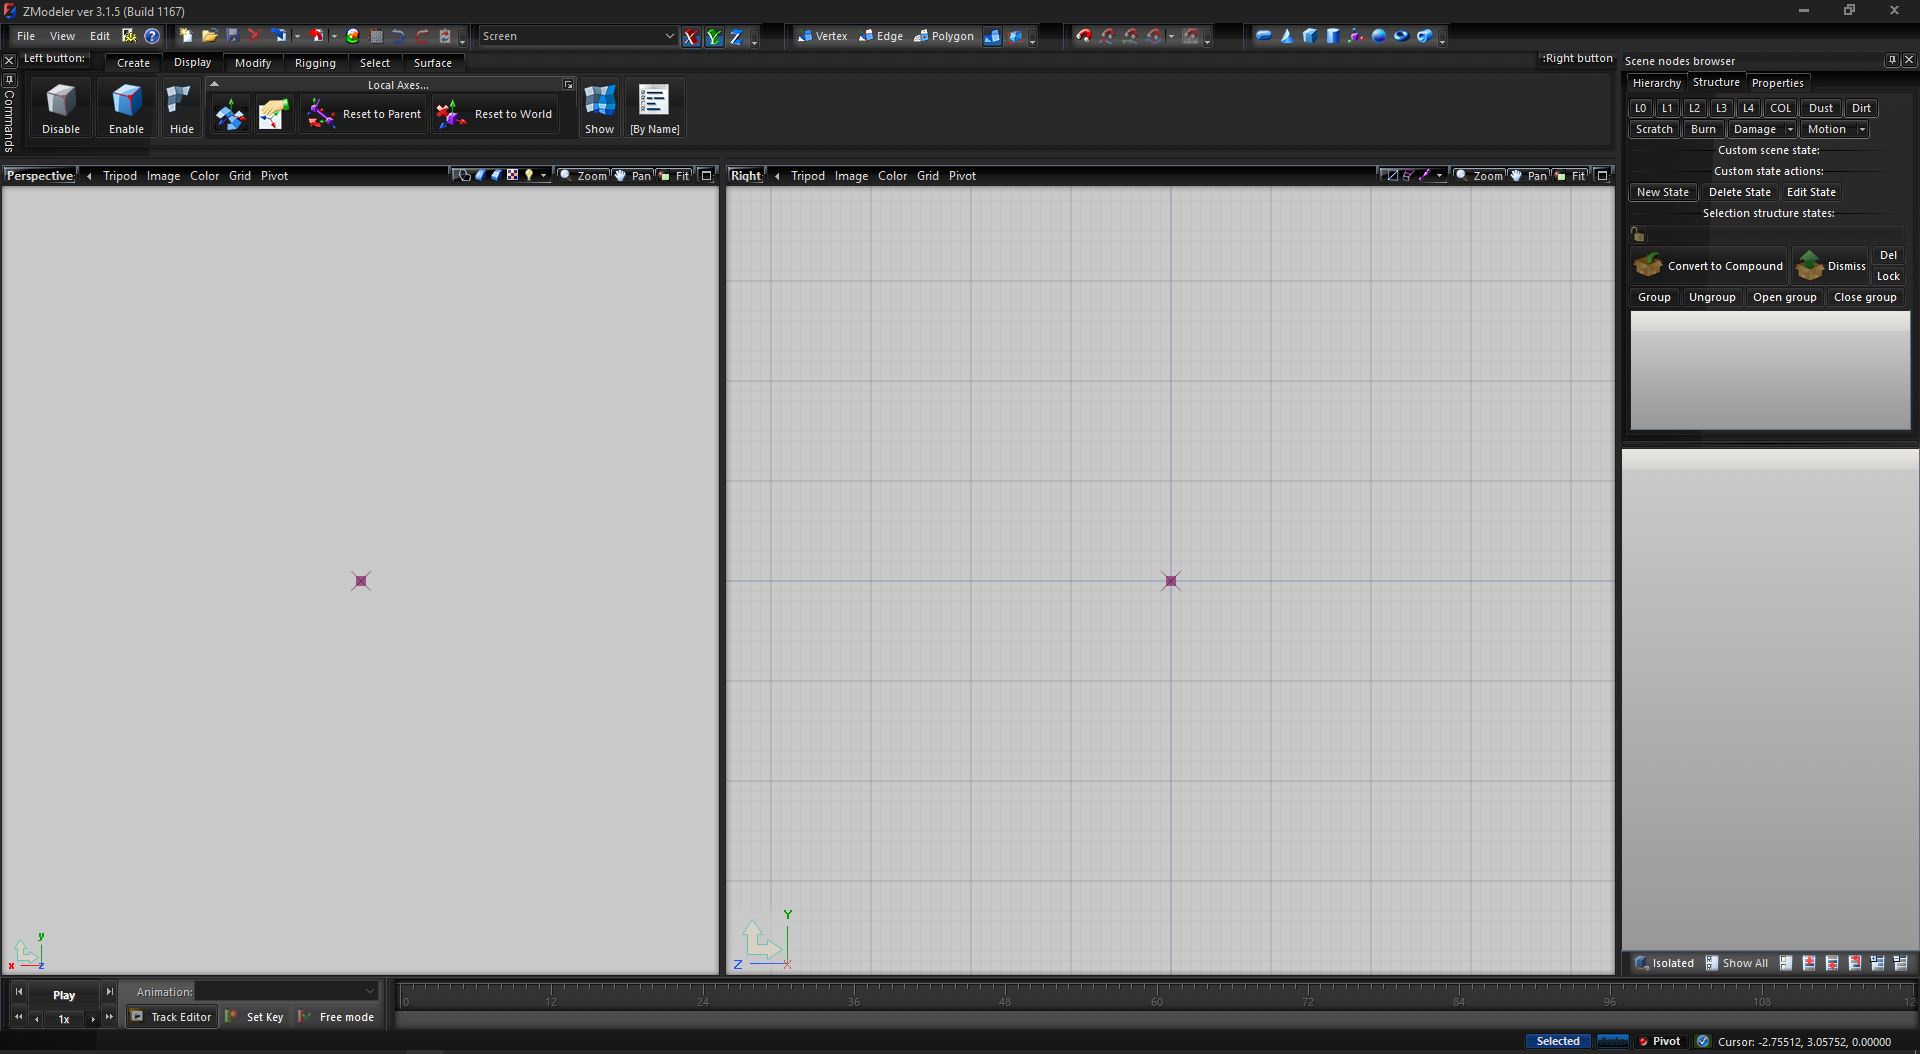 ZModeler ver 3.1.5 (Build 1167)
File View Edit
Screen
X Y Z
Vertex Edge Polygon
Left button: Create Display Modify Rigging Select Surface :Right button
Commands
Disable
Enable
Hide
Local Axes...
Reset to Parent
Reset to World
Show
[By Name]
Scene nodes browser
Hierarchy Structure Properties
L0 L1 L2 L3 L4 COL Dust Dirt
Scratch Burn Damage Motion
Custom scene state:
Custom state actions:
New State Delete State Edit State
Selection structure states:
Convert to Compound Dismiss Del
Lock
Group Ungroup Open group Close group
Perspective Tripod Image Color Grid Pivot Zoom Pan Fit
Right Tripod Image Color Grid Pivot Zoom Pan Fit
y
x z
Y
Z X
Isolated Show All
Play
1x
Animation:
Track Editor Set Key Free mode
0 12 24 36 48 60 72 84 96 108 12
Selected Pivot Cursor: -2.75512, 3.05752, 0.00000